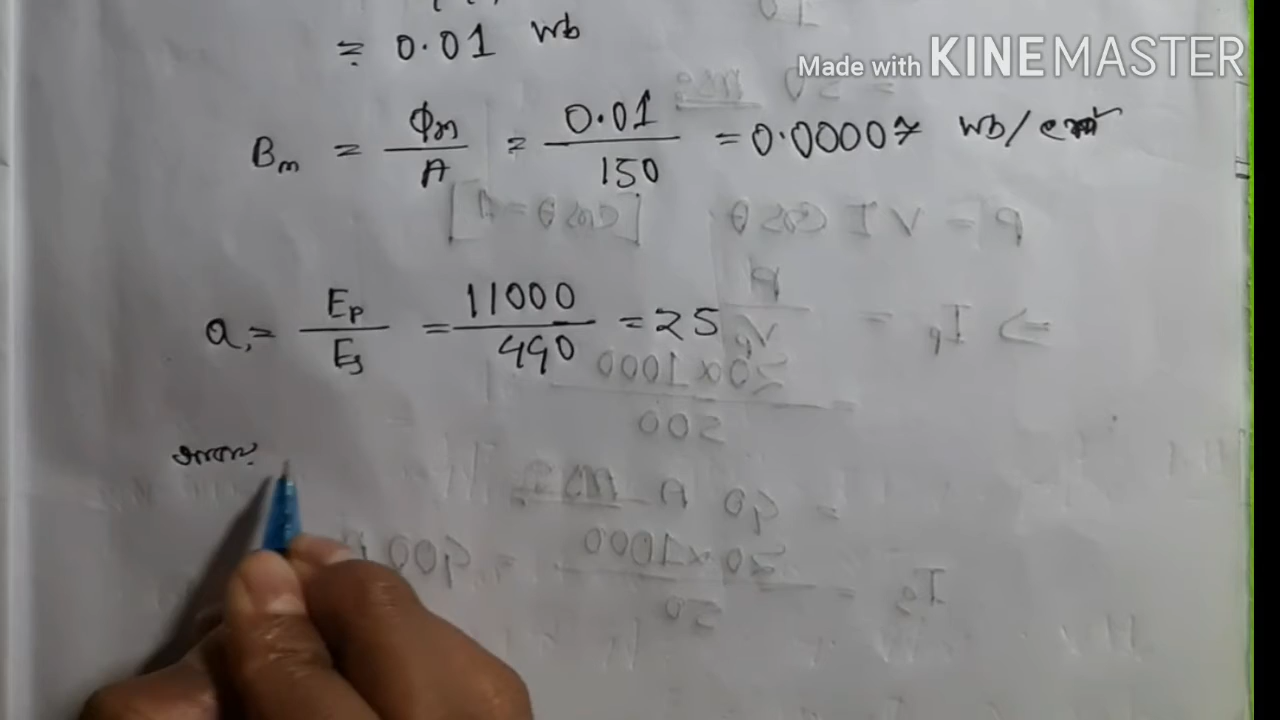 = 0.01 Wb
Made with KINEMASTER
Bm = Φm / A = 0.01 / 150 = 0.00007 Wb/cm²
a = Ep / Es = 11000 / 440 = 25